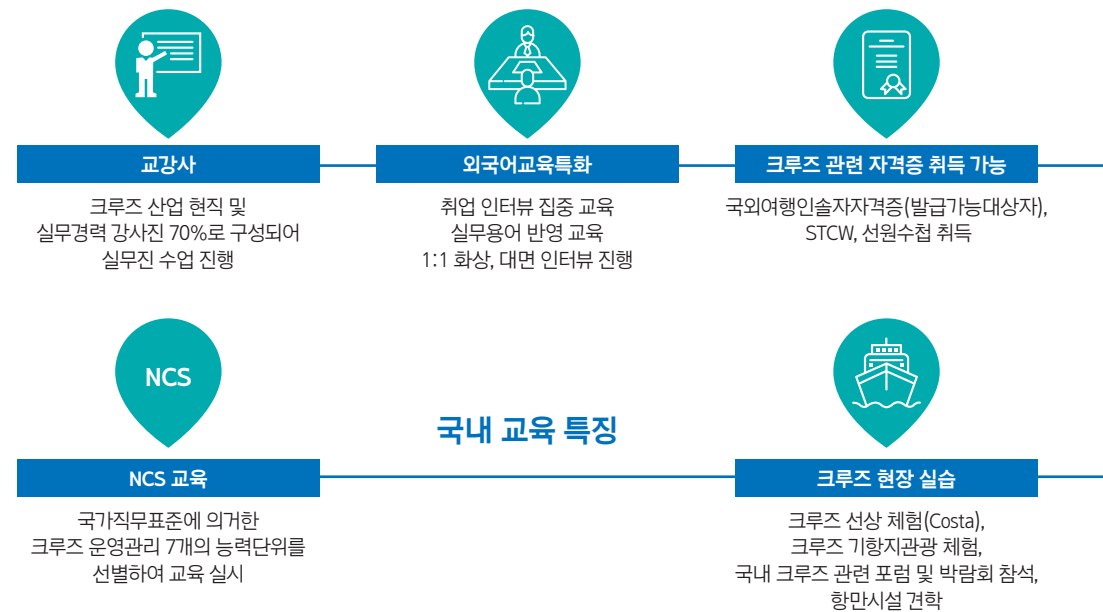 교강사
크루즈 산업 현직 및
실무경력 강사진 70%로 구성되어
실무진 수업 진행
외국어교육특화
취업 인터뷰 집중 교육
실무용어 반영 교육
1:1 화상, 대면 인터뷰 진행
크루즈 관련 자격증 취득 가능
국외여행인솔자자격증(발급가능대상자),
STCW, 선원수첩 취득
NCS
NCS 교육
국가직무표준에 의거한
크루즈 운영관리 7개의 능력단위를
선별하여 교육 실시
국내 교육 특징
크루즈 현장 실습
크루즈 선상 체험(Costa),
크루즈 기항지관광 체험,
국내 크루즈 관련 포럼 및 박람회 참석,
항만시설 견학